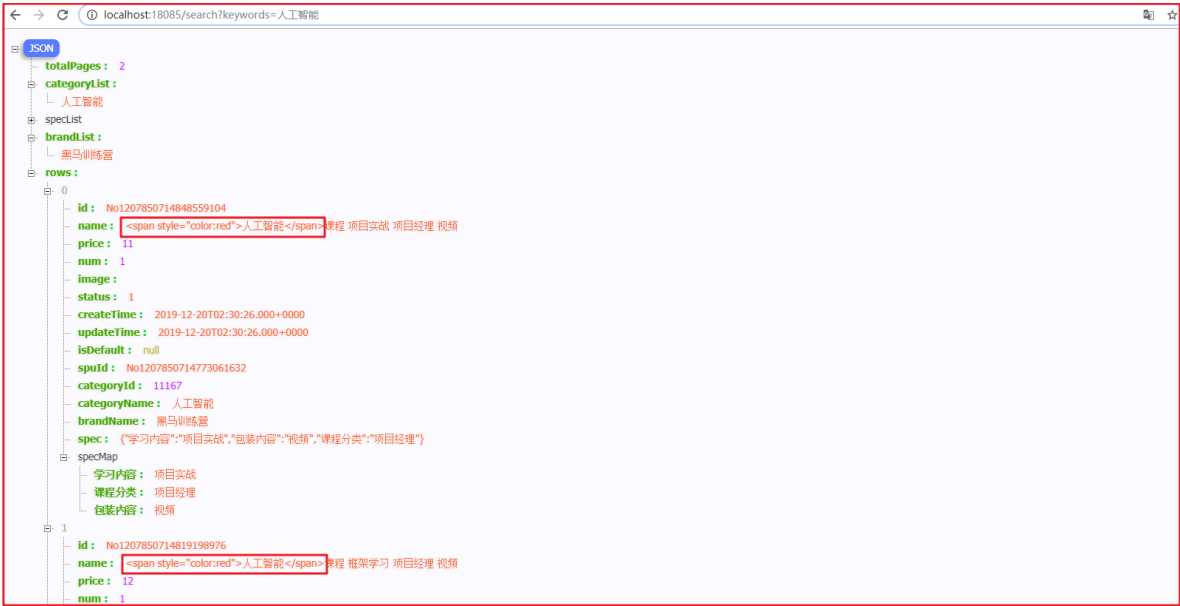 localhost:18085/search?keywords=人工智能
JSON
totalPages : 2
categoryList :
人工智能
specList
brandList :
黑马训练营
rows :
0
id : No1207850714848559104
name : <span style="color:red">人工智能</span>课程 项目实战 项目经理 视频
price : 11
num : 1
image :
status : 1
createTime : 2019-12-20T02:30:26.000+0000
updateTime : 2019-12-20T02:30:26.000+0000
isDefault : null
spuId : No1207850714773061632
categoryId : 11167
categoryName : 人工智能
brandName : 黑马训练营
spec : {"学习内容":"项目实战","包装内容":"视频","课程分类":"项目经理"}
specMap
学习内容 : 项目实战
课程分类 : 项目经理
包装内容 : 视频
1
id : No1207850714819198976
name : <span style="color:red">人工智能</span>课程 框架学习 项目经理 视频
price : 12
num : 1